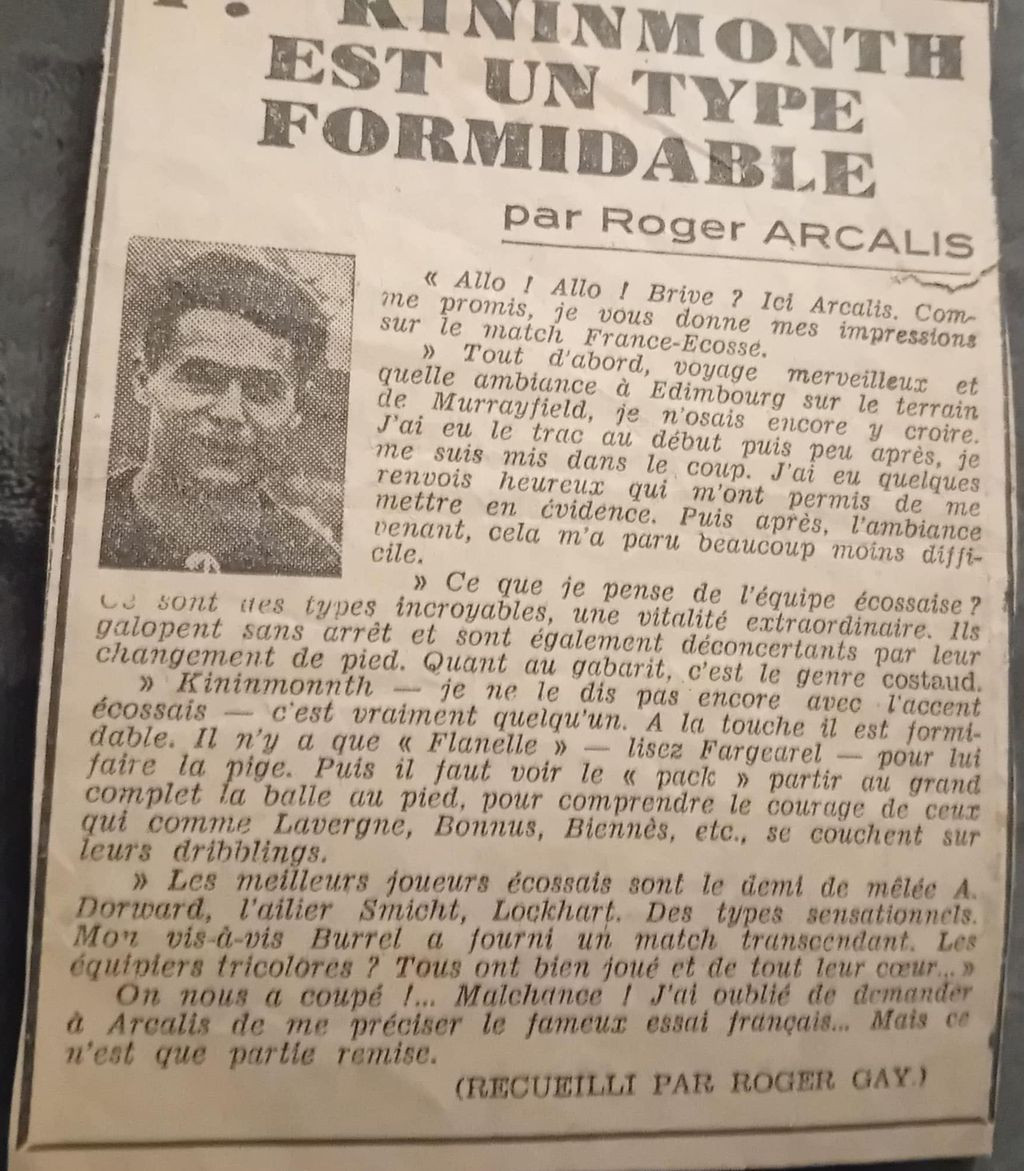 KININMONTH
EST UN TYPE
FORMIDABLE
par Roger ARCALIS
« Allo ! Allo ! Brive ? Ici Arcalis. Com-
me promis, je vous donne mes impressions
sur le match France-Ecosse.
» Tout d'abord, voyage merveilleux et
quelle ambiance à Edimbourg sur le terrain
de Murrayfield, je n'osais encore y croire.
J'ai eu le trac au début puis peu après, je
me suis mis dans le coup. J'ai eu quelques
renvois heureux qui m'ont permis de me
mettre en évidence. Puis après, l'ambiance
venant, cela m'a paru beaucoup moins diffi-
cile.
» Ce que je pense de l'équipe écossaise ?
Ce sont des types incroyables, une vitalité extraordinaire. Ils
galopent sans arrêt et sont également déconcertants par leur
changement de pied. Quant au gabarit, c'est le genre costaud.
» Kininmonnth — je ne le dis pas encore avec l'accent
écossais — c'est vraiment quelqu'un. A la touche il est formi-
dable. Il n'y a que « Flanelle » — lisez Fargearel — pour lui
faire la pige. Puis il faut voir le « pack » partir au grand
complet la balle au pied, pour comprendre le courage de ceux
qui comme Lavergne, Bonnus, Biennès, etc., se couchent sur
leurs dribblings.
» Les meilleurs joueurs écossais sont le demi de mêlée A.
Dorward, l'ailier Smicht, Lockhart. Des types sensationnels.
Mon vis-à-vis Burrel a fourni un match transcendant. Les
équipiers tricolores ? Tous ont bien joué et de tout leur cœur... »
On nous a coupé !... Malchance ! J'ai oublié de demander
à Arcalis de me préciser le fameux essai français... Mais ce
n'est que partie remise.
(RECUEILLI PAR ROGER GAY.)